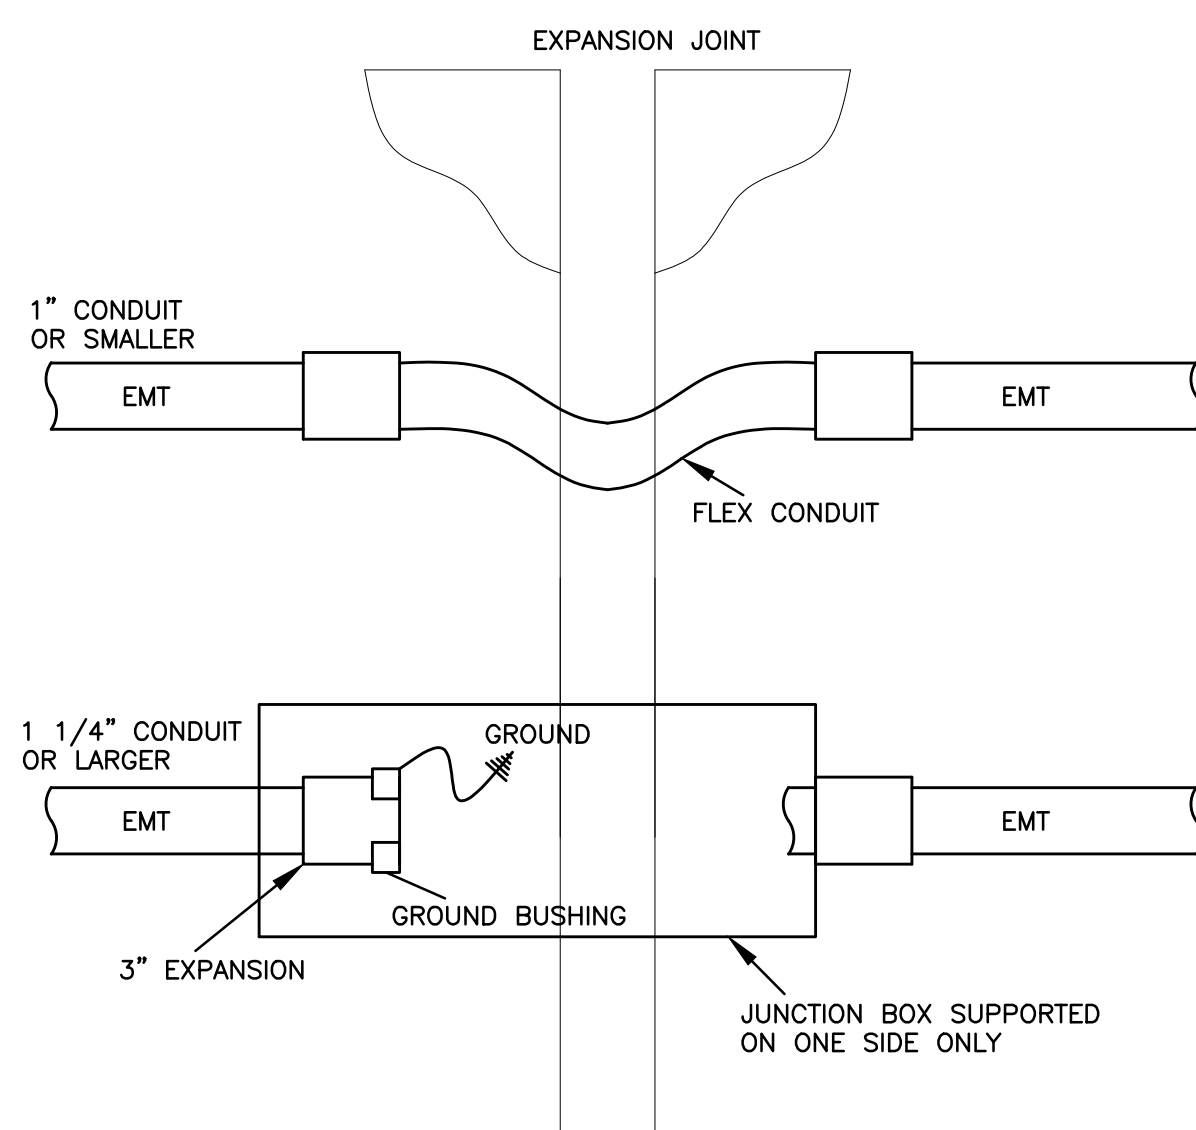 EXPANSION JOINT
1" CONDUIT
OR SMALLER
EMT
EMT
FLEX CONDUIT
1 1/4" CONDUIT
OR LARGER
GROUND
EMT
EMT
GROUND BUSHING
3" EXPANSION
JUNCTION BOX SUPPORTED
ON ONE SIDE ONLY